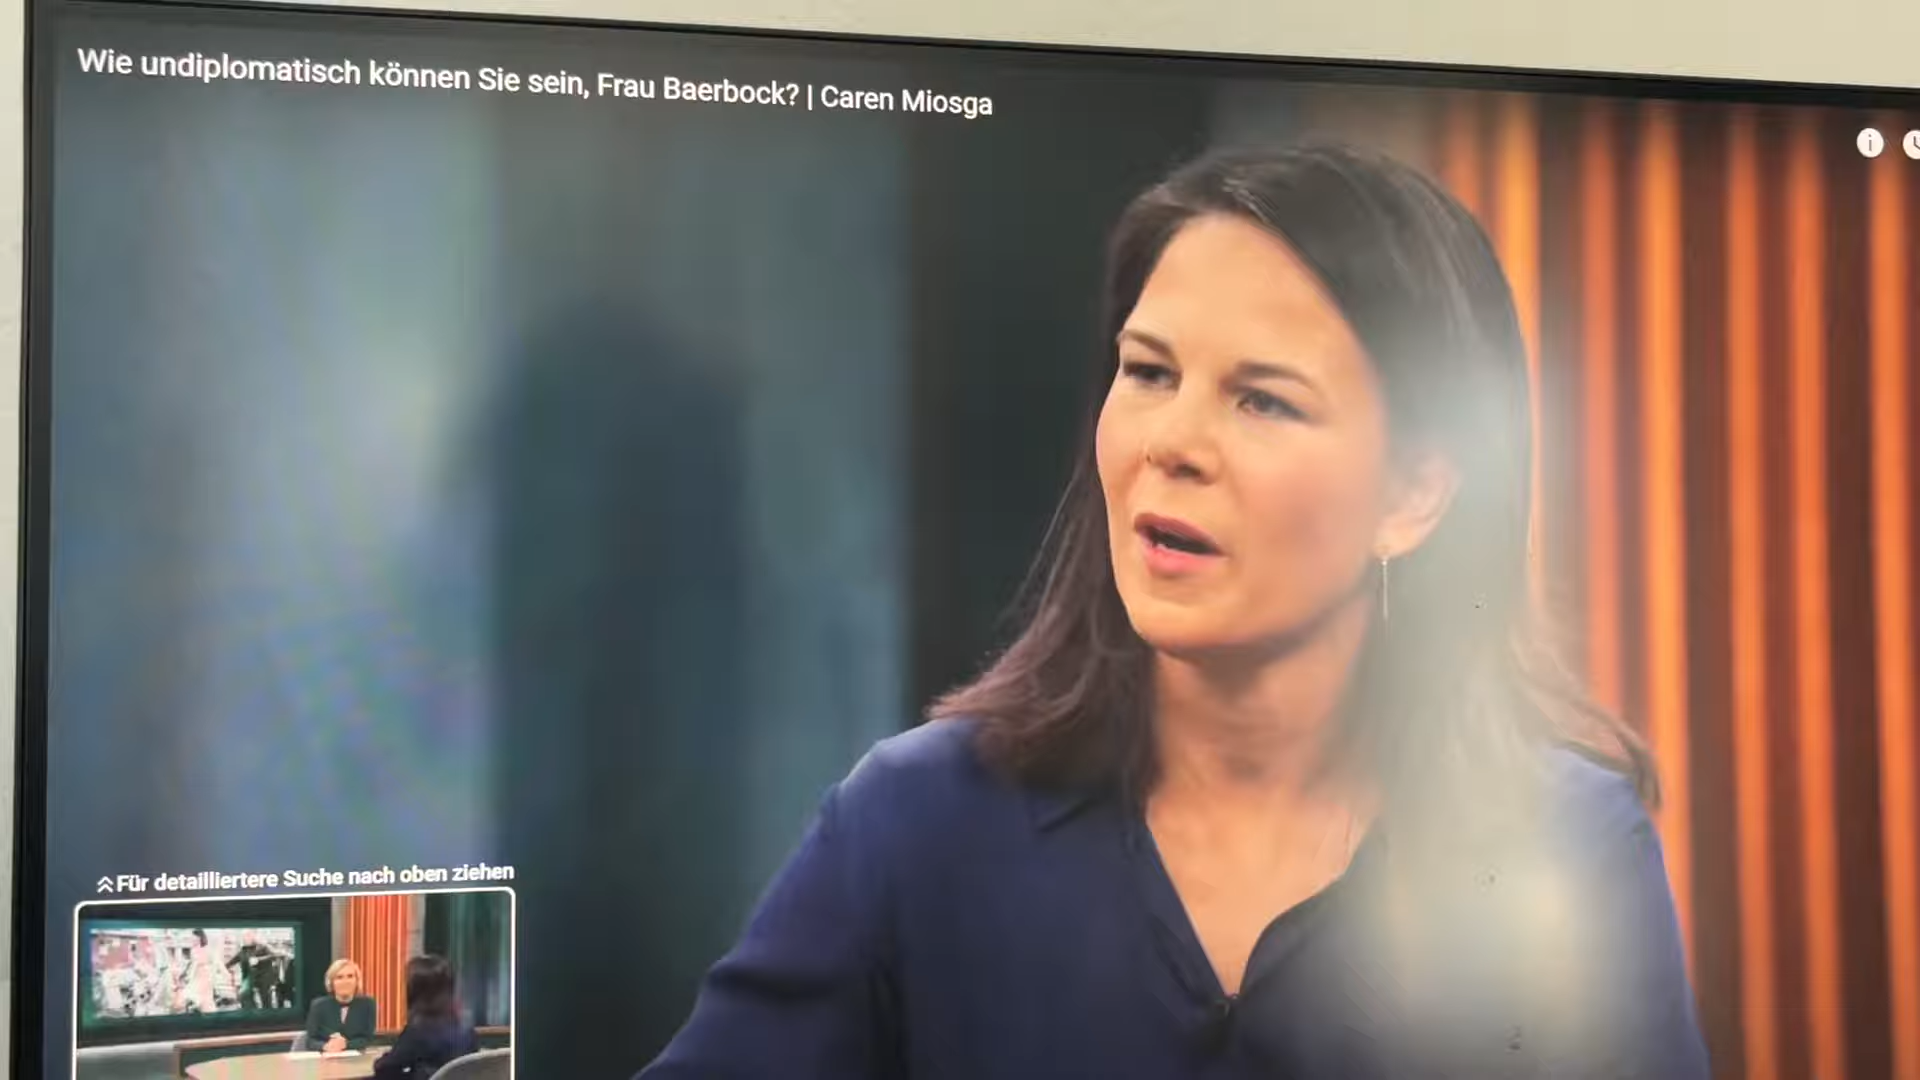 Wie undiplomatisch können Sie sein, Frau Baerbock? | Caren Miosga
Für detailliertere Suche nach oben ziehen